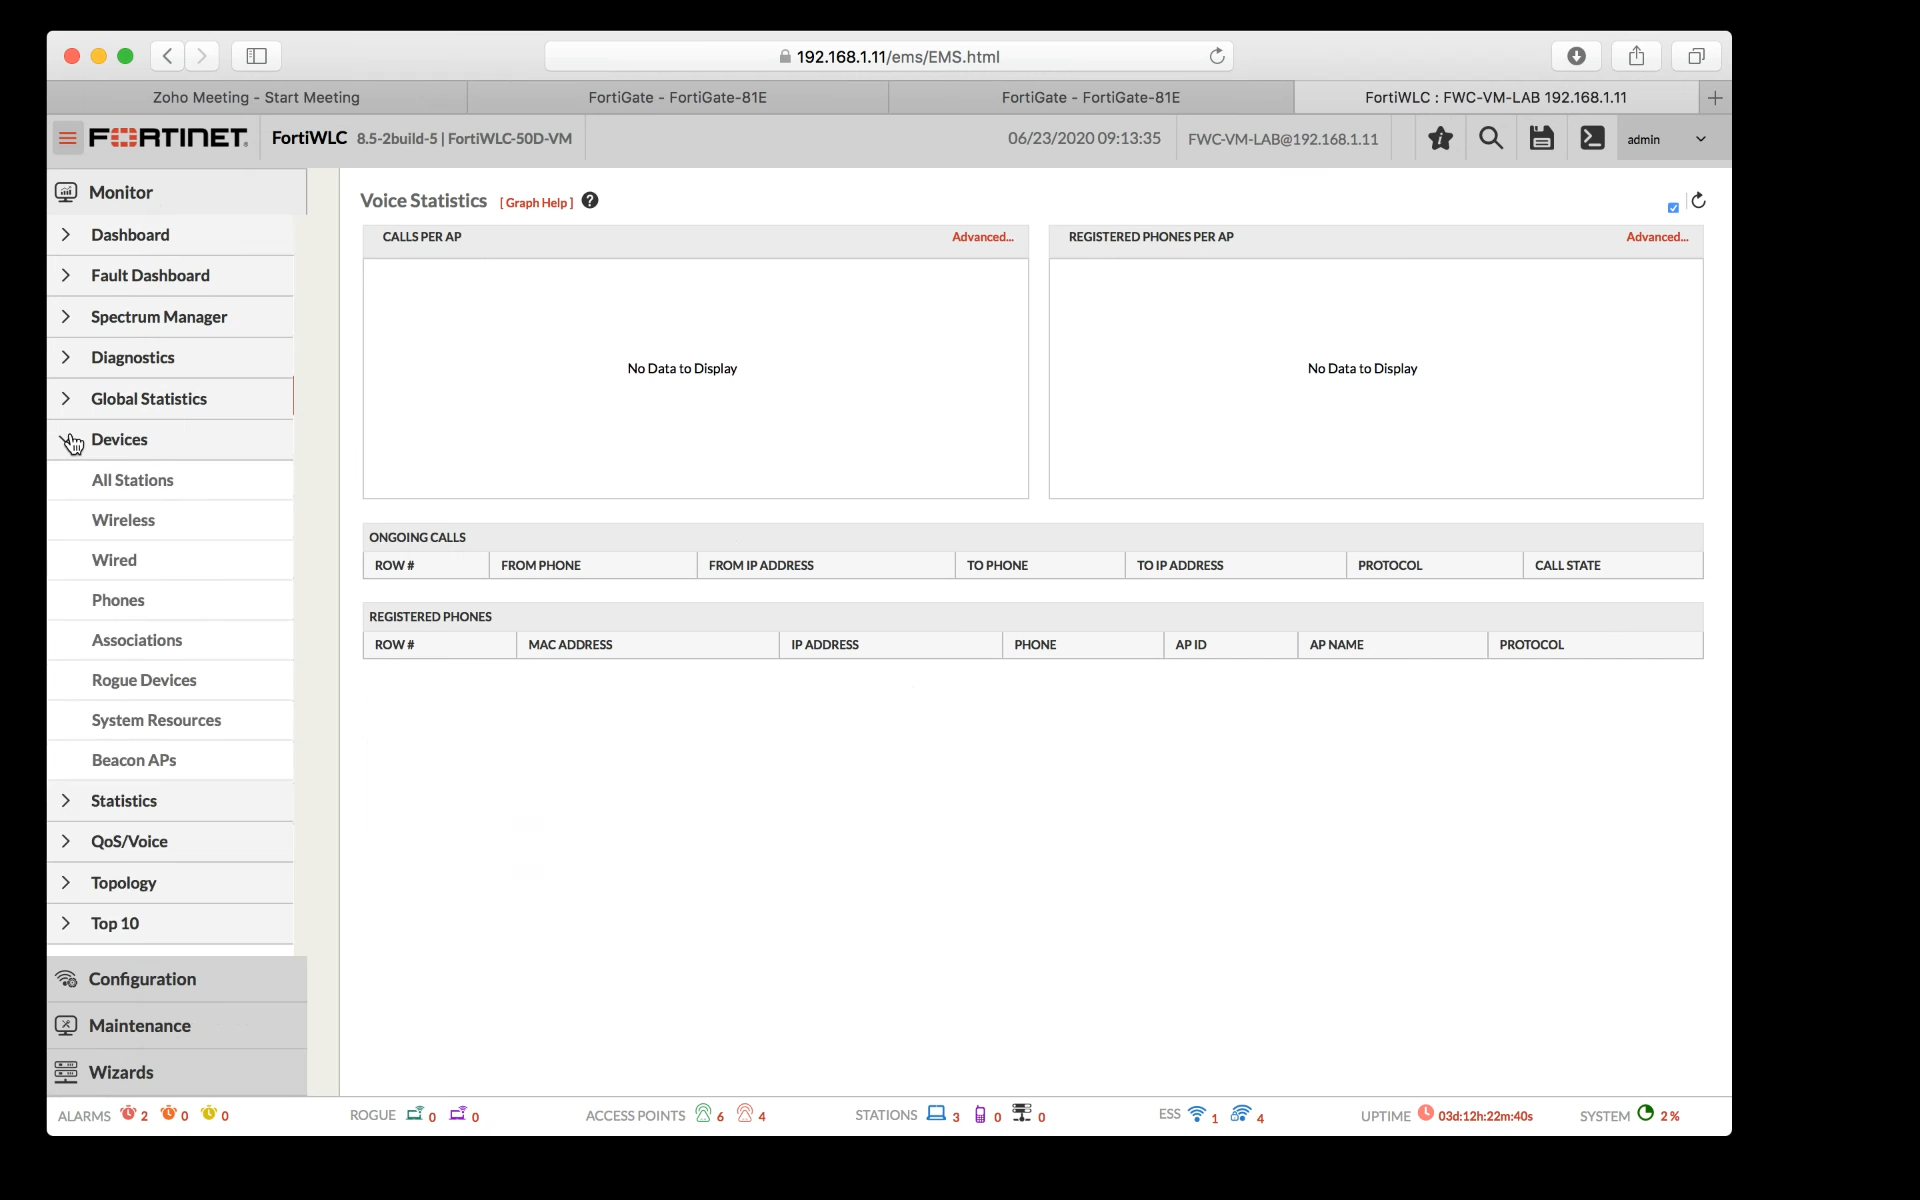 192.168.1.11/ems/EMS.html
Zoho Meeting - Start Meeting
FortiGate - FortiGate-81E
FortiGate - FortiGate-81E
FortiWLC : FWC-VM-LAB 192.168.1.11
FORTINET
FortiWLC 8.5-2build-5 | FortiWLC-50D-VM
06/23/2020 09:13:35
FWC-VM-LAB@192.168.1.11
admin
Monitor
Dashboard
Fault Dashboard
Spectrum Manager
Diagnostics
Global Statistics
Devices
All Stations
Wireless
Wired
Phones
Associations
Rogue Devices
System Resources
Beacon APs
Statistics
QoS/Voice
Topology
Top 10
Configuration
Maintenance
Wizards
Voice Statistics [ Graph Help ] ?
CALLS PER AP Advanced...
No Data to Display
REGISTERED PHONES PER AP Advanced...
No Data to Display
ONGOING CALLS
ROW # FROM PHONE FROM IP ADDRESS TO PHONE TO IP ADDRESS PROTOCOL CALL STATE
REGISTERED PHONES
ROW # MAC ADDRESS IP ADDRESS PHONE AP ID AP NAME PROTOCOL
ALARMS 2 0 0 ROGUE 0 0 ACCESS POINTS 6 4 STATIONS 3 0 0 ESS 1 4 UPTIME 03d:12h:22m:40s SYSTEM 2 %